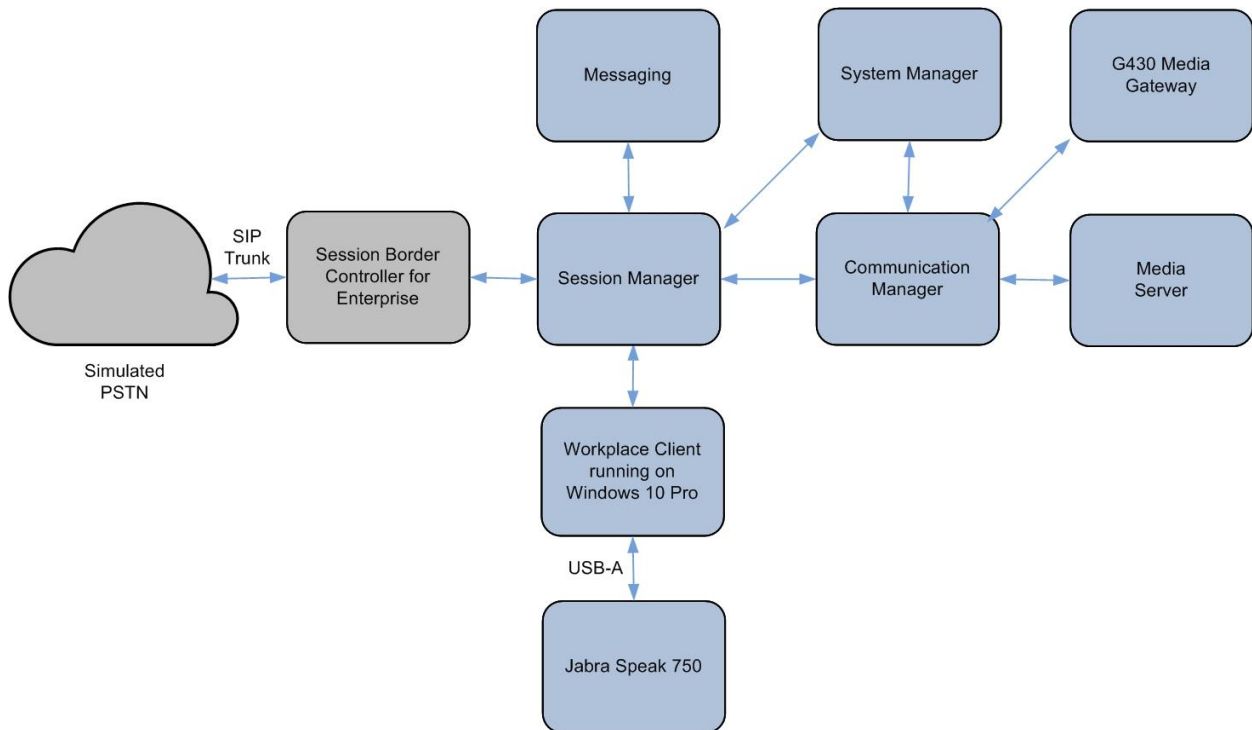 Messaging
System Manager
G430 Media
Gateway
SIP
Trunk
Session Border
Controller for
Enterprise
Session Manager
Communication
Manager
Media
Server
Simulated
PSTN
Workplace Client
running on
Windows 10 Pro
USB-A
Jabra Speak 750